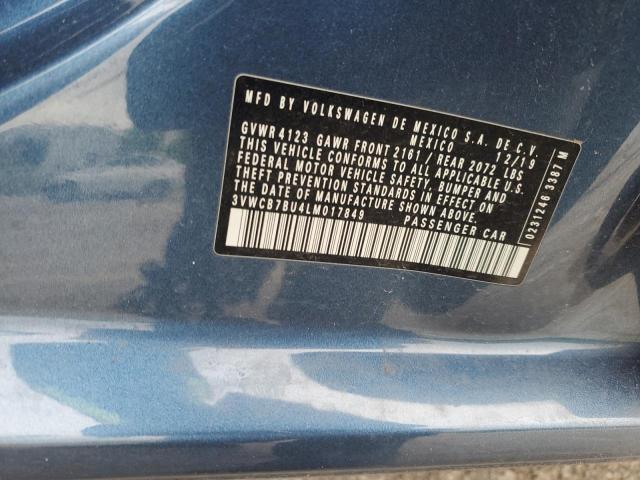 MFD BY VOLKSWAGEN DE MEXICO S.A. DE C.V.
MEXICO 12/19
GVWR 4123 GAWR FRONT 2161 / REAR 2072 LBS
THIS VEHICLE CONFORMS TO ALL APPLICABLE U.S.
FEDERAL MOTOR VEHICLE SAFETY, BUMPER AND
THEFT PREVENTION STANDARDS IN EFFECT ON
THE DATE OF MANUFACTURE SHOWN ABOVE.
3VWCB7BU4LM017849 PASSENGER CAR
0231246 3387 M